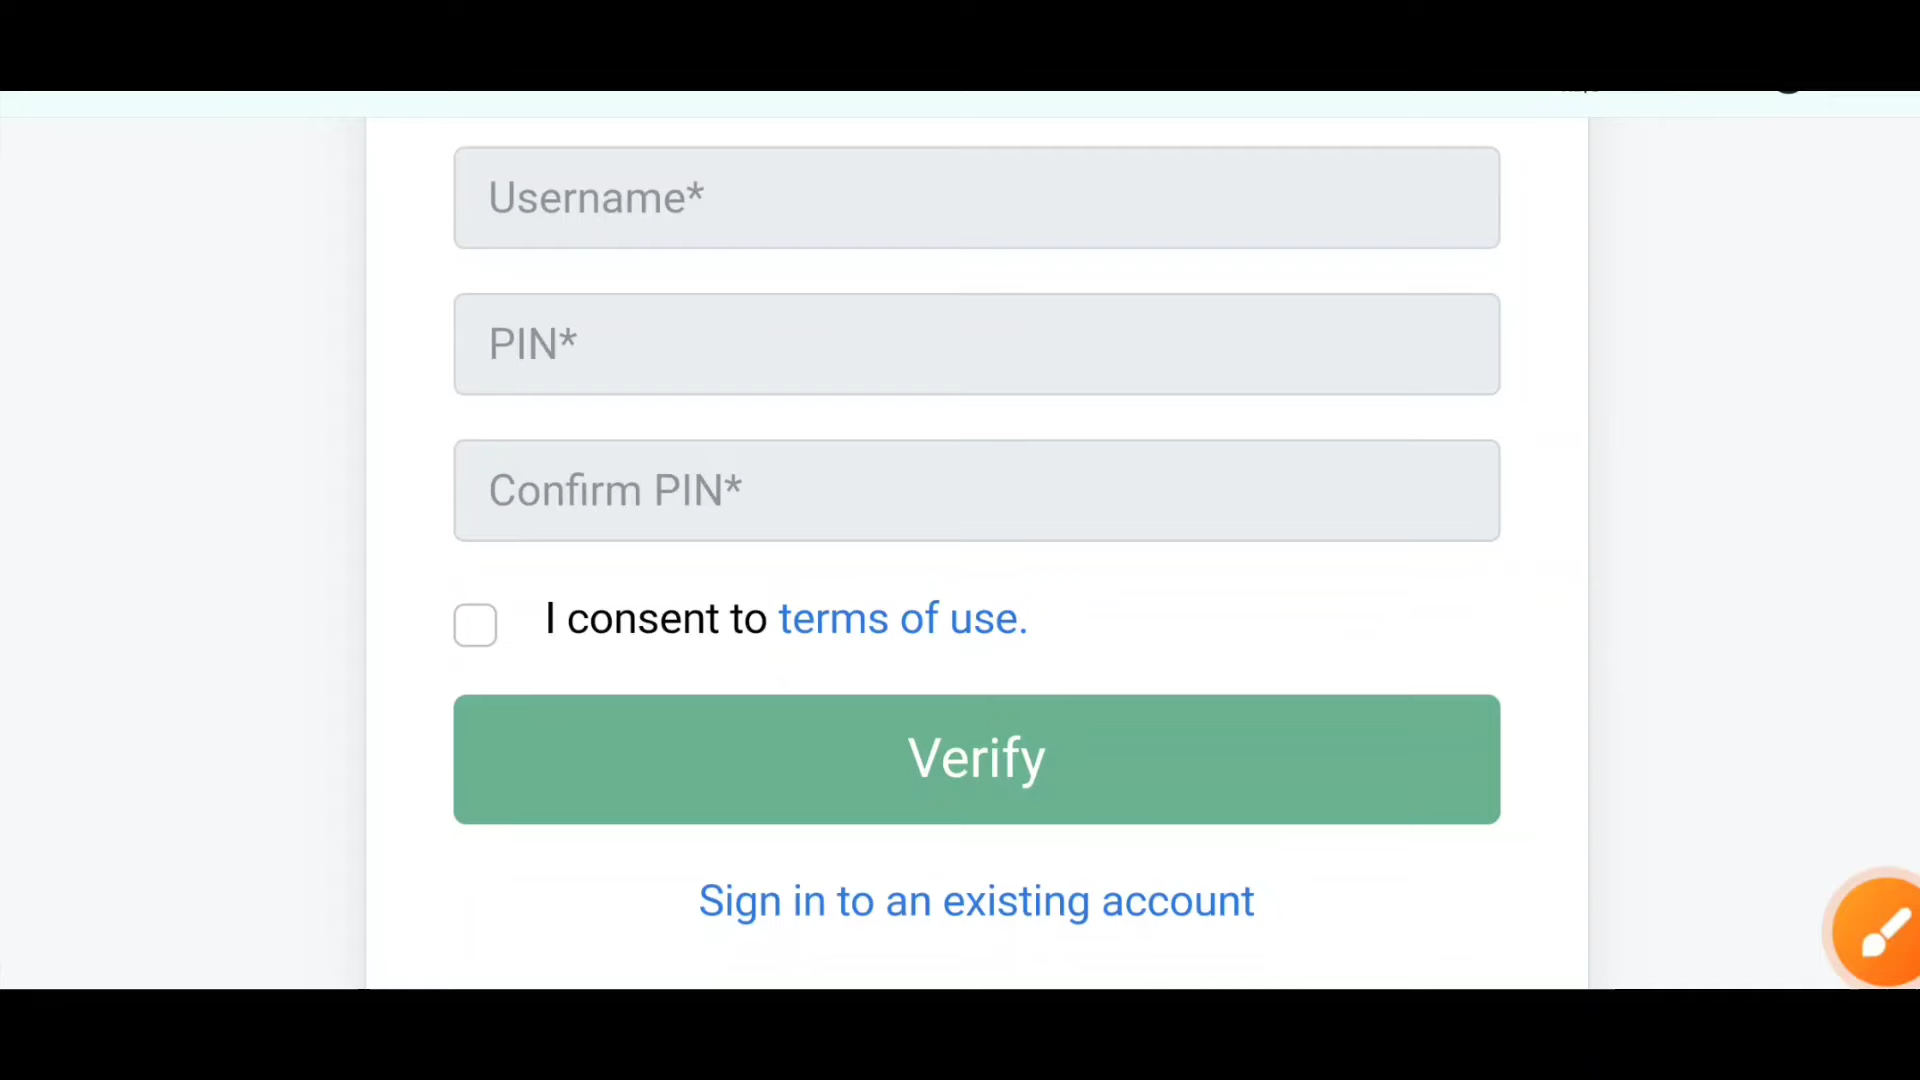 Username*
PIN*
Confirm PIN*
I consent to terms of use.
Verify
Sign in to an existing account